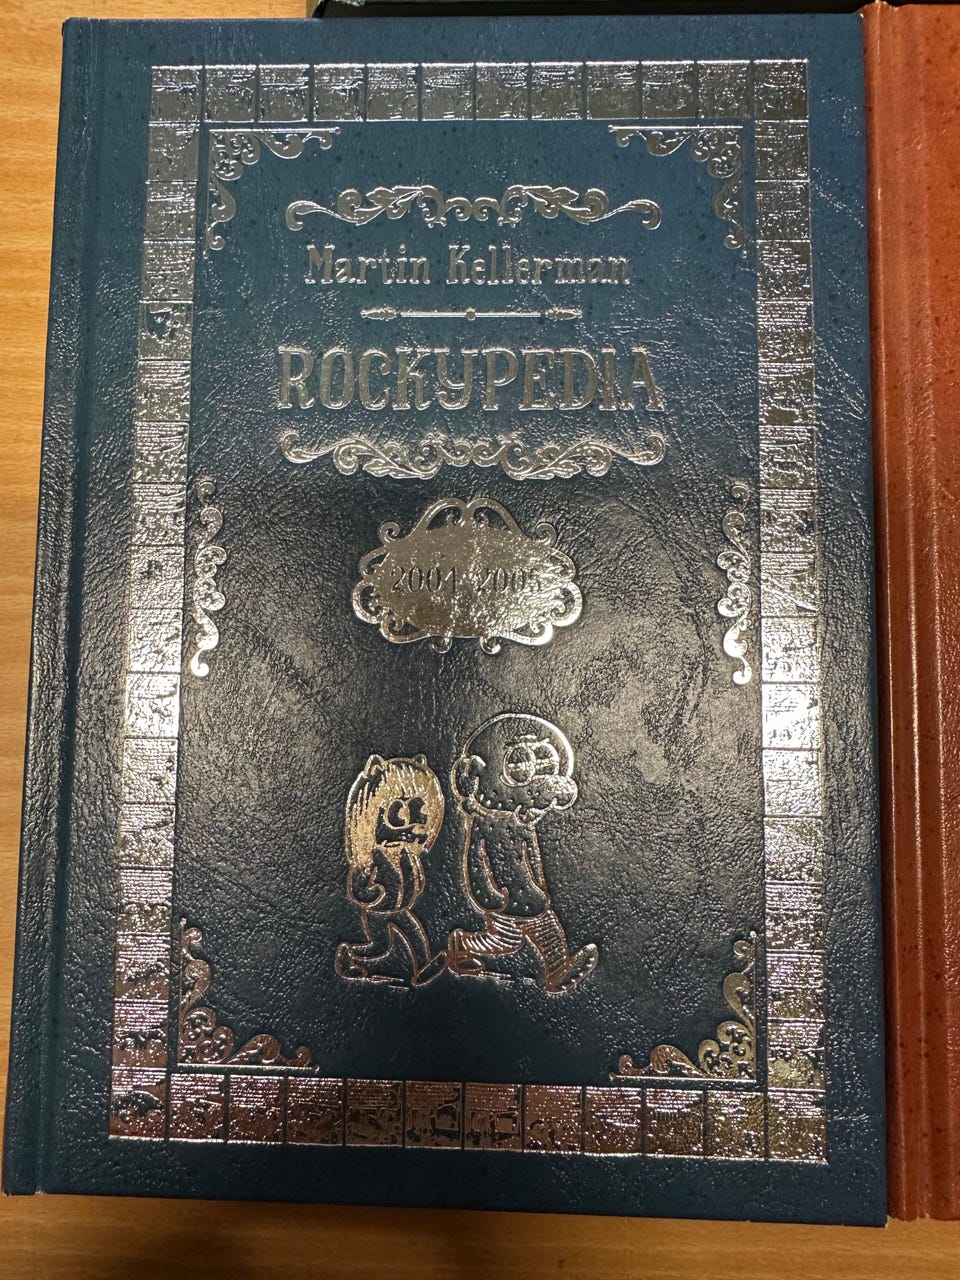 Martin Kellerman
ROCKYPEDIA
2004-2005